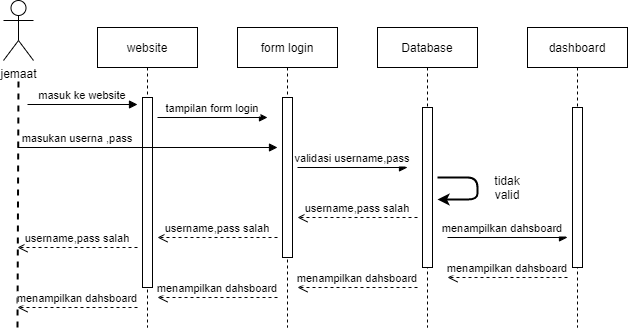 jemaat
website
form login
Database
dashboard
masuk ke website
tampilan form login
masukan userna ,pass
validasi username,pass
tidak
valid
username,pass salah
username,pass salah
username,pass salah
menampilkan dahsboard
menampilkan dahsboard
menampilkan dahsboard
menampilkan dahsboard
menampilkan dahsboard